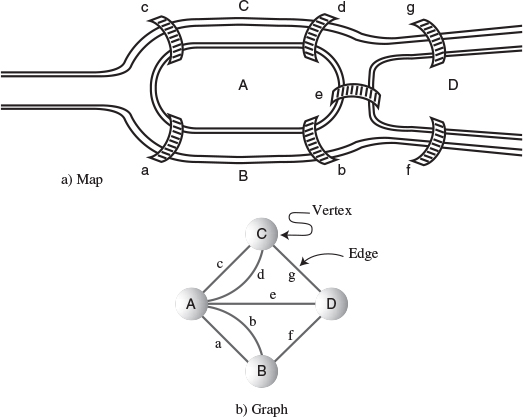 c C d g
A e D
a B b f
a) Map
Vertex
C
Edge
c d g
A e D
b
a f
B
b) Graph